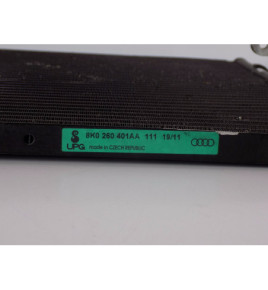 8K0 260 401AA 111 19/11
UPG made in CZECH REPUBLIC